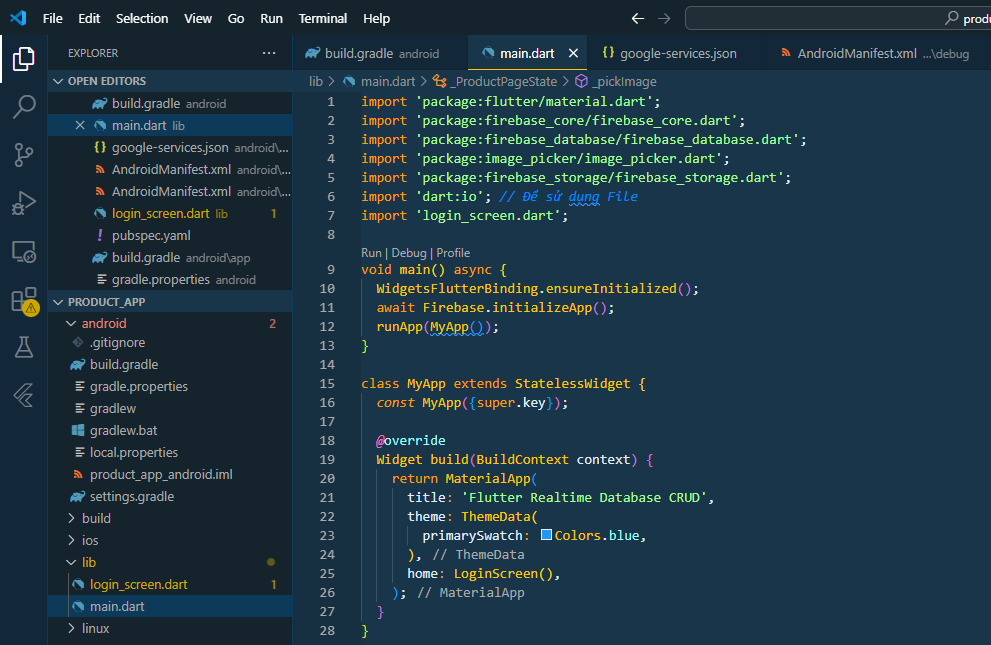 File Edit Selection View Go Run Terminal Help
produ
EXPLORER
OPEN EDITORS
build.gradle android
main.dart lib
google-services.json android\...
AndroidManifest.xml android\...
AndroidManifest.xml android\...
login_screen.dart lib 1
pubspec.yaml
build.gradle android\app
gradle.properties android
PRODUCT_APP
android 2
.gitignore
build.gradle
gradle.properties
gradlew
gradlew.bat
local.properties
product_app_android.iml
settings.gradle
build
ios
lib
login_screen.dart 1
main.dart
linux
build.gradle android main.dart google-services.json AndroidManifest.xml ...\debug
lib > main.dart > _ProductPageState > _pickImage
1 import 'package:flutter/material.dart';
2 import 'package:firebase_core/firebase_core.dart';
3 import 'package:firebase_database/firebase_database.dart';
4 import 'package:image_picker/image_picker.dart';
5 import 'package:firebase_storage/firebase_storage.dart';
6 import 'dart:io'; // Để sử dụng File
7 import 'login_screen.dart';
8
Run | Debug | Profile
9 void main() async {
10 WidgetsFlutterBinding.ensureInitialized();
11 await Firebase.initializeApp();
12 runApp(MyApp());
13 }
14
15 class MyApp extends StatelessWidget {
16 const MyApp({super.key});
17
18 @override
19 Widget build(BuildContext context) {
20 return MaterialApp(
21 title: 'Flutter Realtime Database CRUD',
22 theme: ThemeData(
23 primarySwatch: Colors.blue,
24 ), // ThemeData
25 home: LoginScreen(),
26 ); // MaterialApp
27 }
28 }